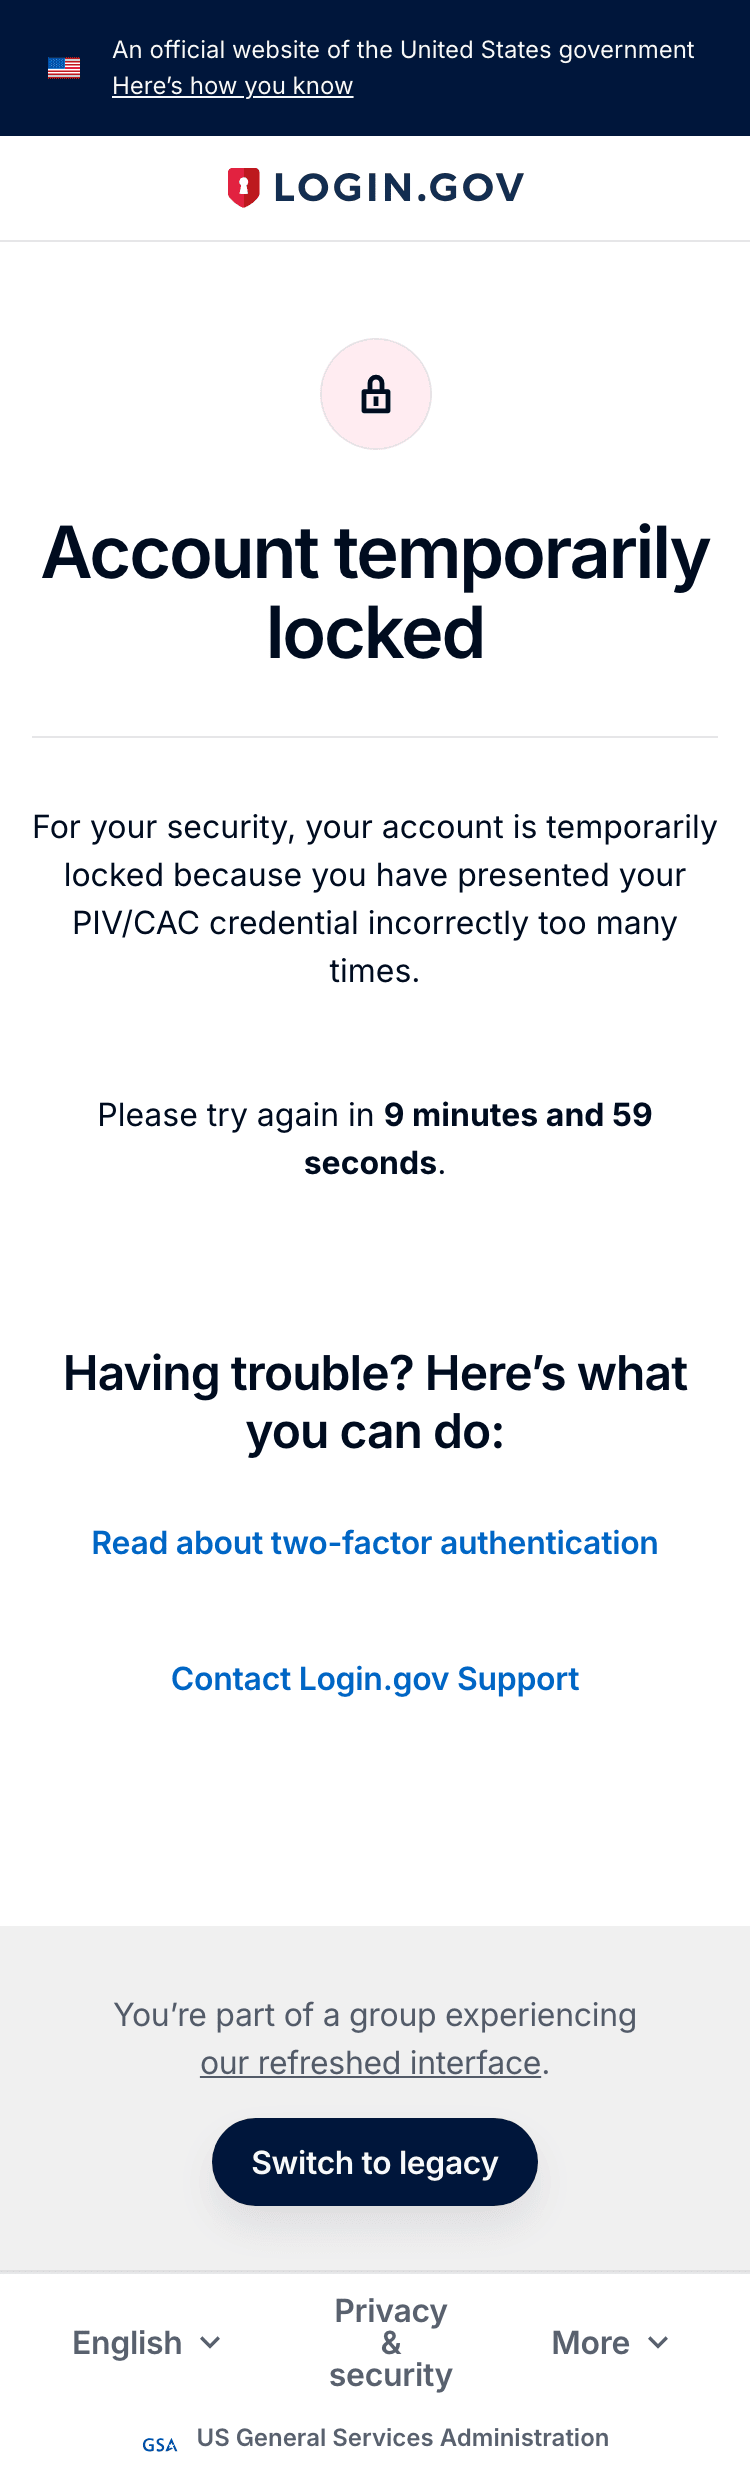 An official website of the United States government
Here’s how you know
LOGIN.GOV
Account temporarily
locked
For your security, your account is temporarily
locked because you have presented your
PIV/CAC credential incorrectly too many
times.
Please try again in 9 minutes and 59
seconds.
Having trouble? Here’s what
you can do:
Read about two-factor authentication
Contact Login.gov Support
You’re part of a group experiencing
our refreshed interface.
Switch to legacy
English
Privacy
&
security
More
GSA US General Services Administration